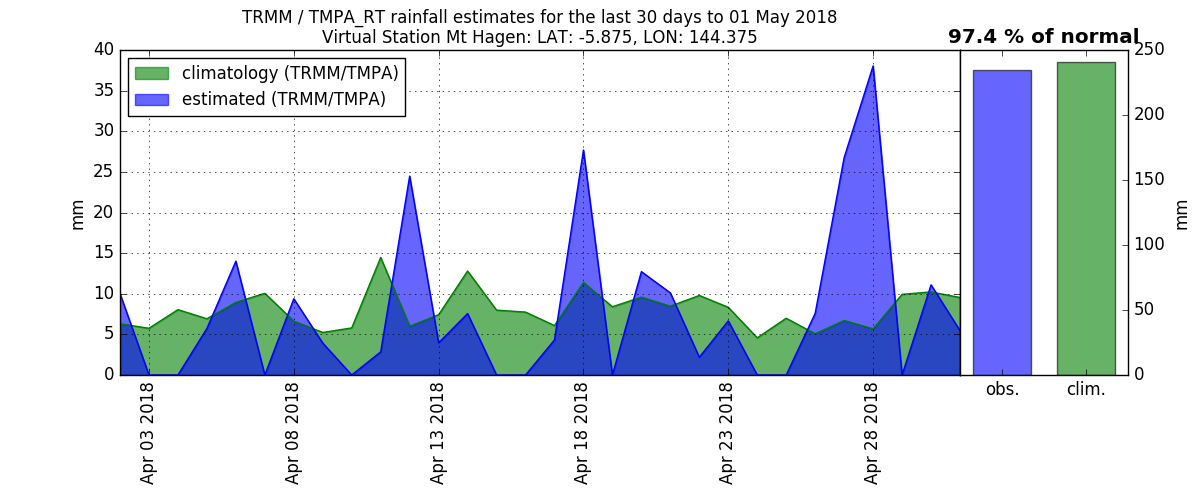 TRMM / TMPA_RT rainfall estimates for the last 30 days to 01 May 2018
Virtual Station Mt Hagen: LAT: -5.875, LON: 144.375
97.4 % of normal
climatology (TRMM/TMPA)
estimated (TRMM/TMPA)
mm
40
35
30
25
20
15
10
5
0
Apr 03 2018
Apr 08 2018
Apr 13 2018
Apr 18 2018
Apr 23 2018
Apr 28 2018
obs.
clim.
250
200
150
100
50
0
mm